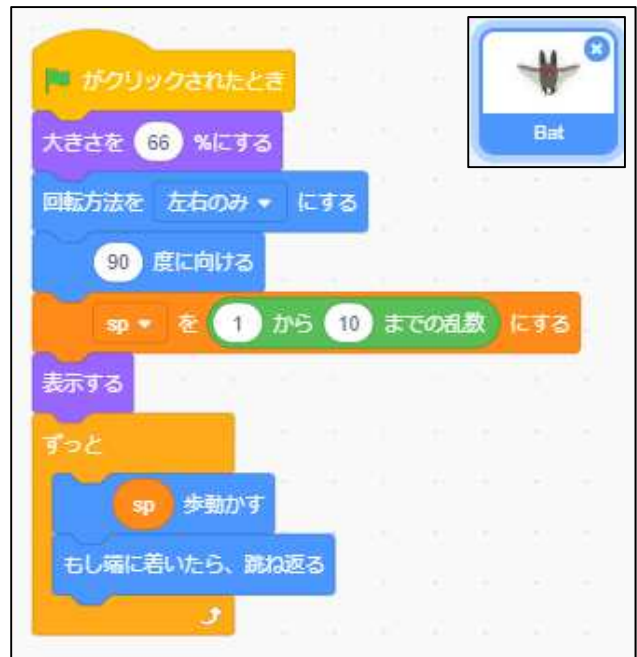 がクリックされたとき
Bat
大きさを 66 %にする
回転方法を 左右のみ にする
90 度に向ける
sp を 1 から 10 までの乱数 にする
表示する
ずっと
sp 歩動かす
もし端に着いたら、跳ね返る